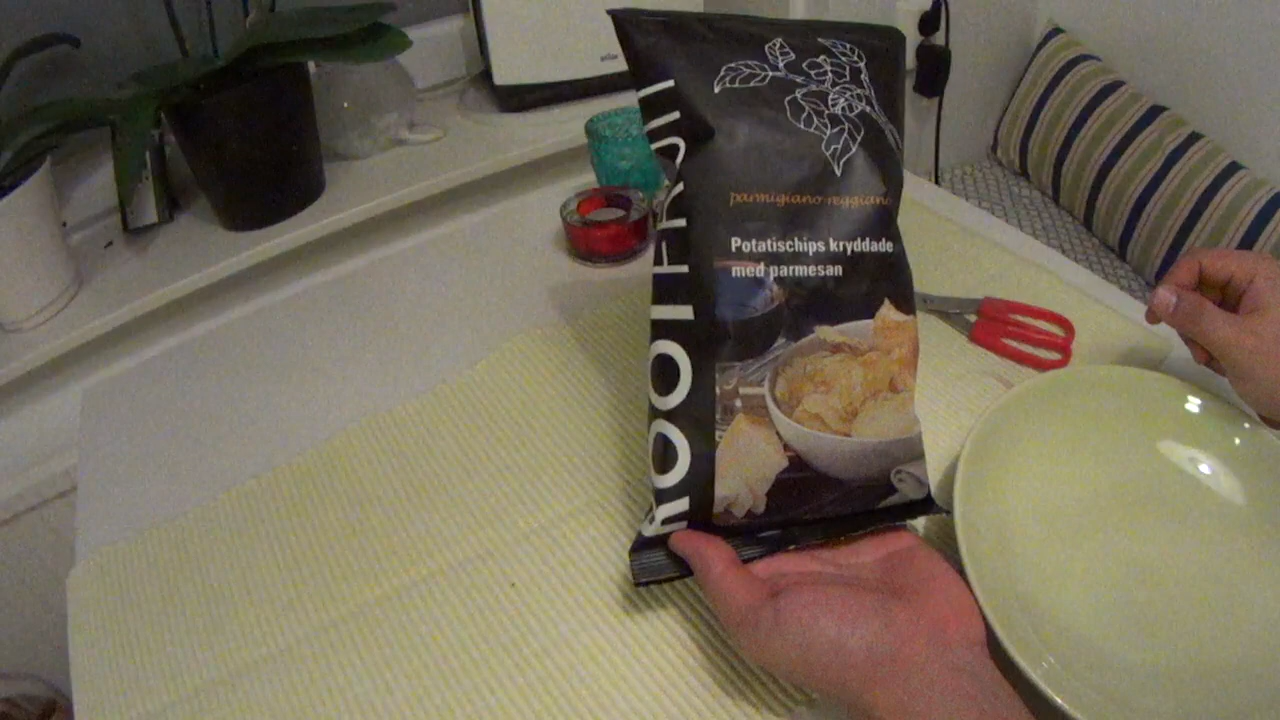 ROOTFRUIT
parmigiano reggiano
Potatischips kryddade
med parmesan